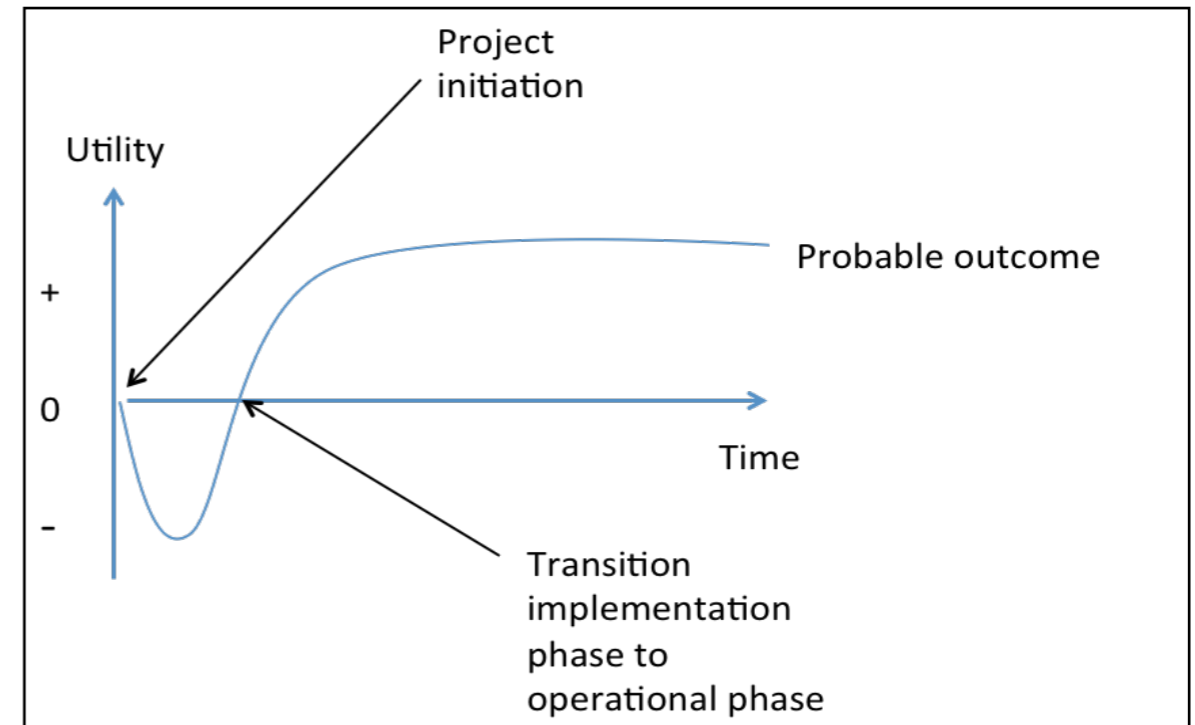 Project
initiation
Utility
+
Probable outcome
0
Time
-
Transition
implementation
phase to
operational phase